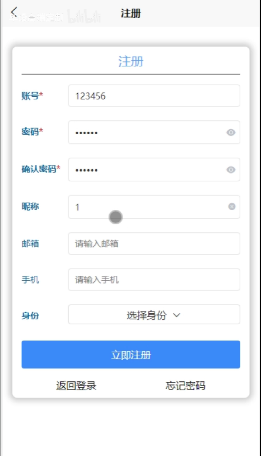 注册
注册
账号* 123456
密码* ••••••
确认密码* ••••••
昵称 1
邮箱 请输入邮箱
手机 请输入手机
身份 选择身份
立即注册
返回登录 忘记密码